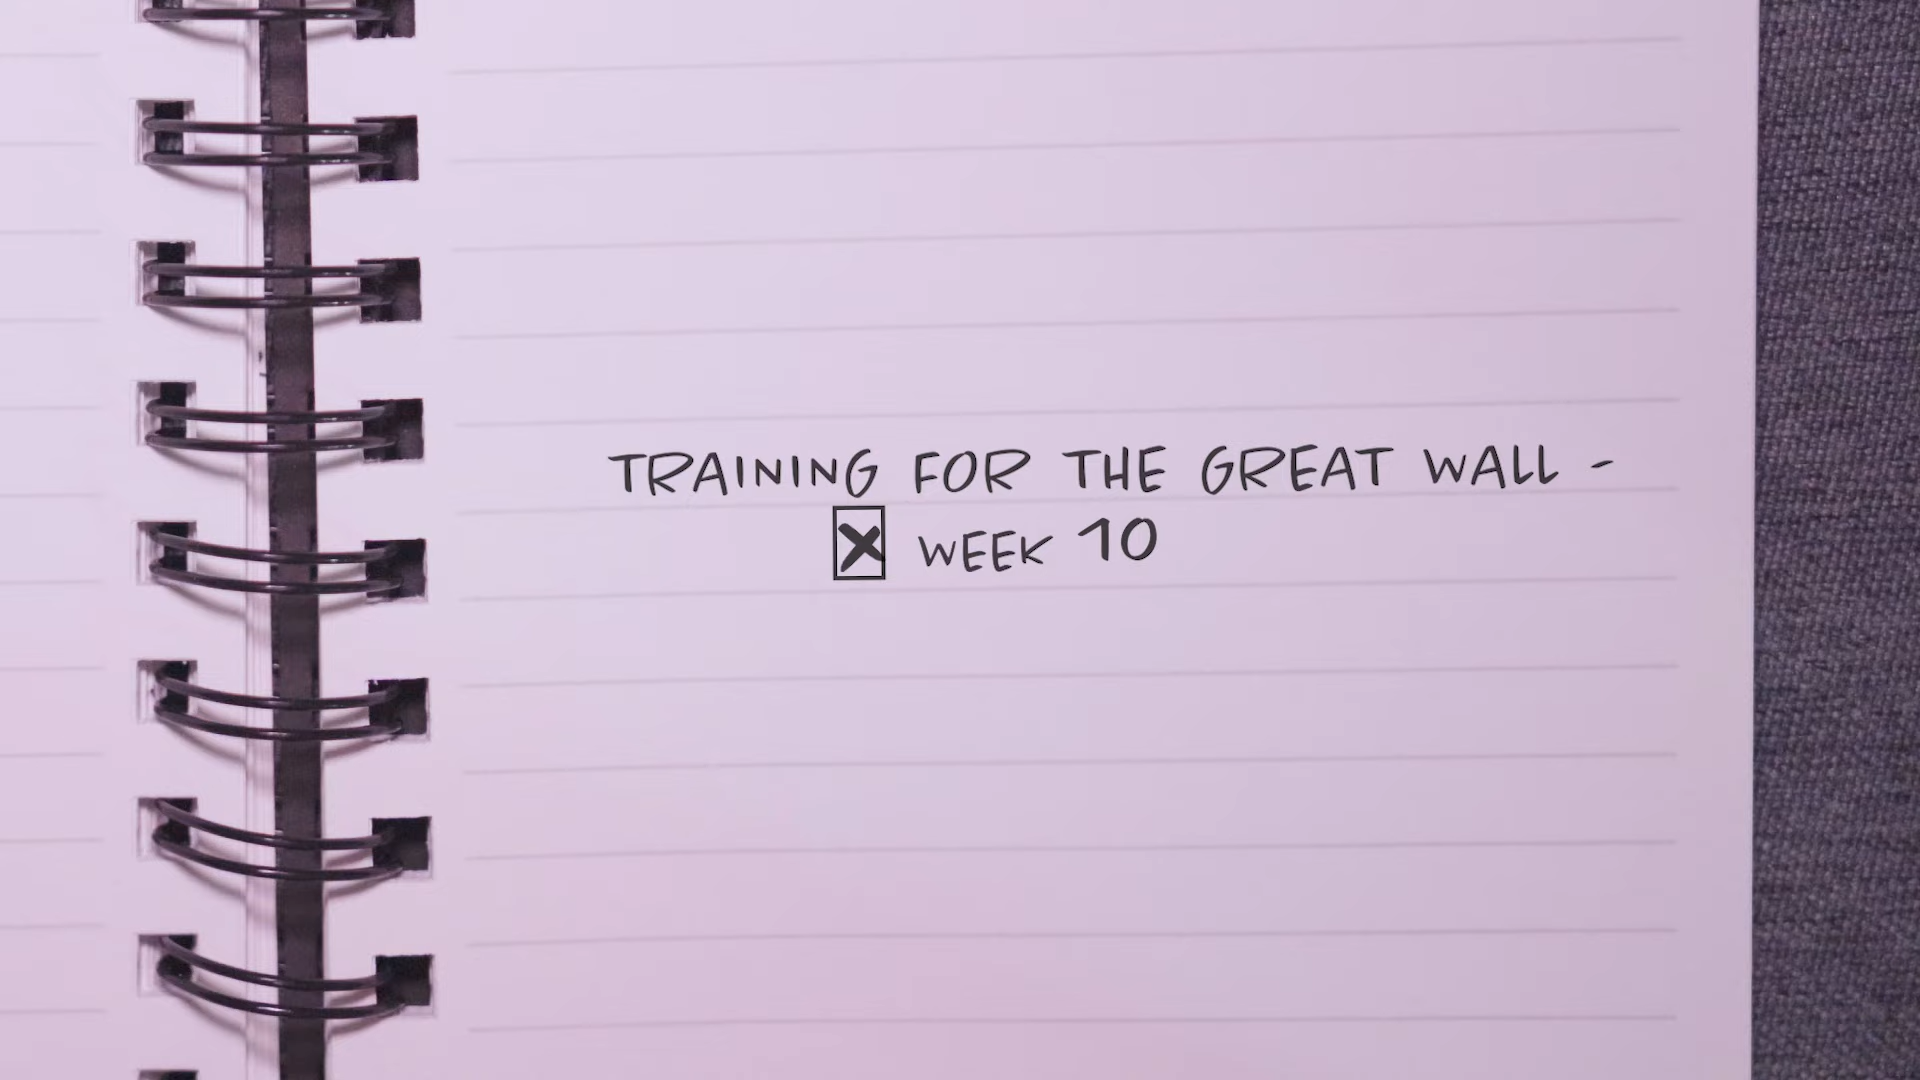 TRAINING FOR THE GREAT WALL -
☒ WEEK 10